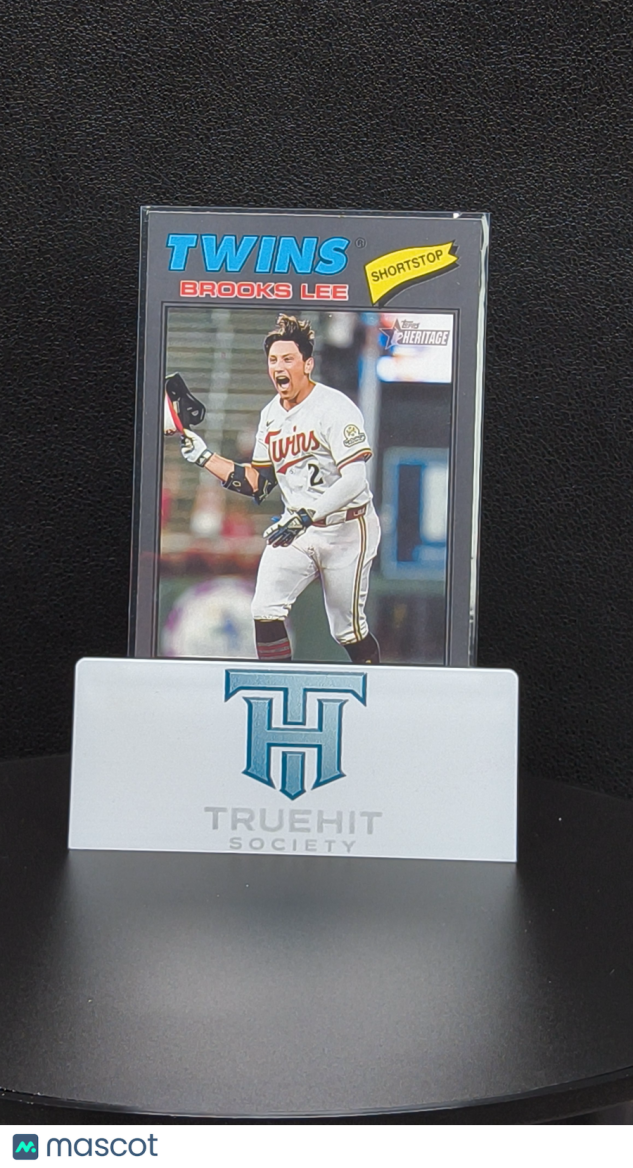 TWINS®
SHORTSTOP
BROOKS LEE
Topps
HERITAGE
Twins
2
TH
TRUEHIT
SOCIETY
mascot